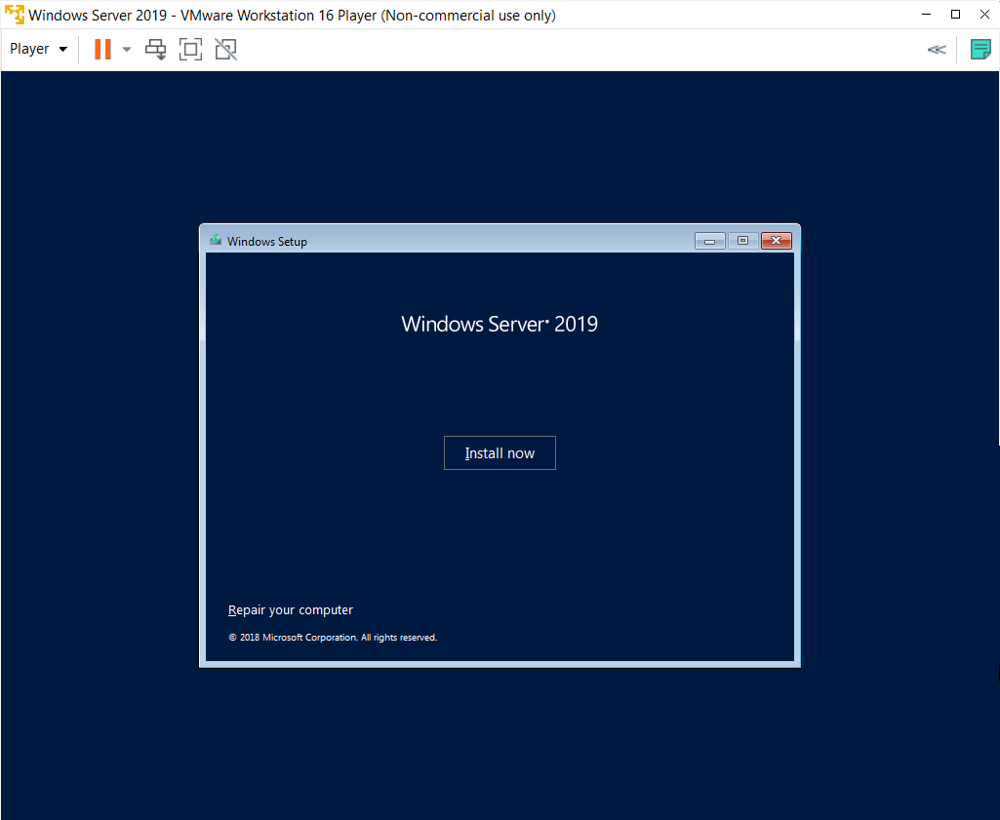 Windows Server 2019 - VMware Workstation 16 Player (Non-commercial use only)
Player
Windows Setup
Windows Server® 2019
Install now
Repair your computer
© 2018 Microsoft Corporation. All rights reserved.